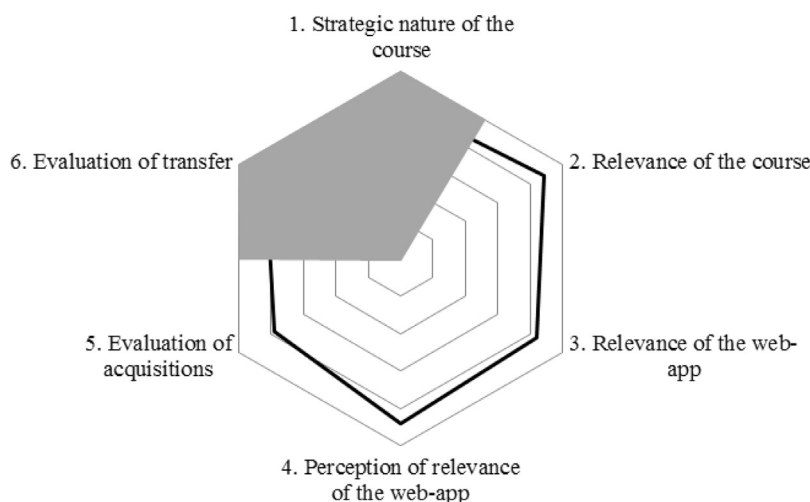 1. Strategic nature of the
course
2. Relevance of the course
3. Relevance of the web-
app
4. Perception of relevance
of the web-app
5. Evaluation of
acquisitions
6. Evaluation of transfer